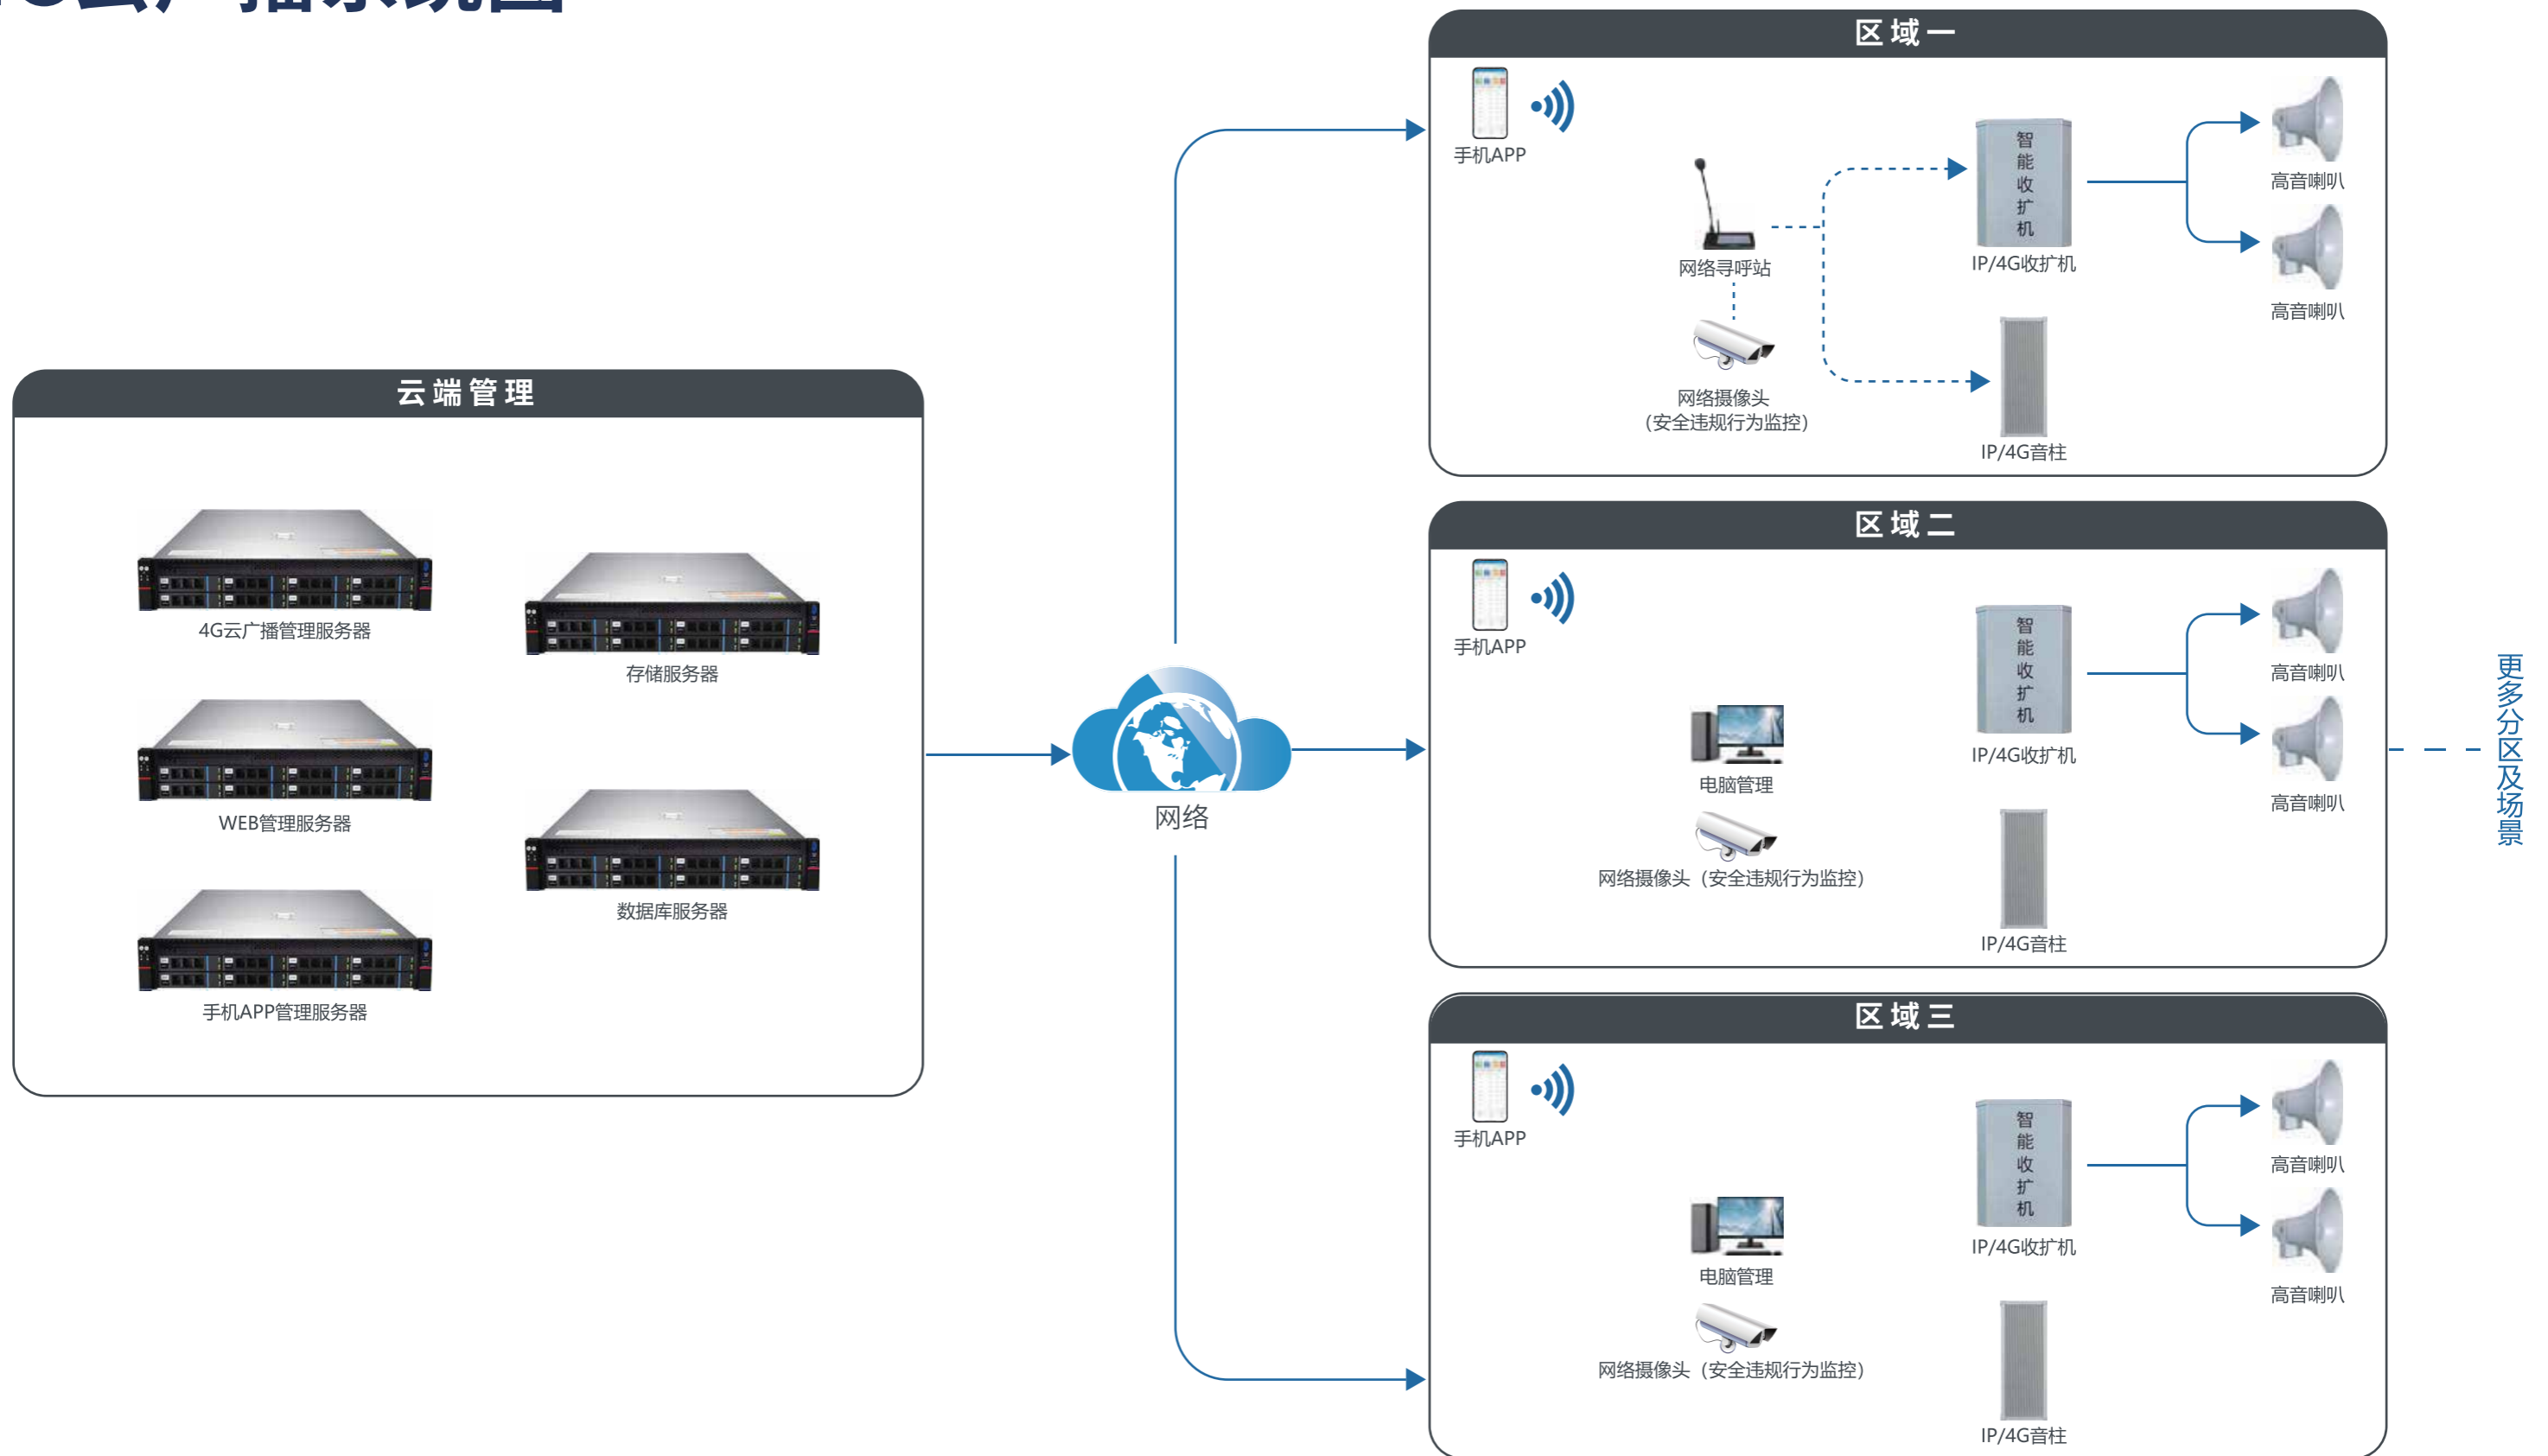 云广播系统图
云端管理
4G云广播管理服务器
存储服务器
WEB管理服务器
数据库服务器
手机APP管理服务器
网络
区域一
手机APP
网络寻呼站
网络摄像头
（安全违规行为监控）
智能收扩机
IP/4G收扩机
高音喇叭
高音喇叭
IP/4G音柱
区域二
手机APP
电脑管理
网络摄像头（安全违规行为监控）
智能收扩机
IP/4G收扩机
高音喇叭
高音喇叭
IP/4G音柱
区域三
手机APP
电脑管理
网络摄像头（安全违规行为监控）
智能收扩机
IP/4G收扩机
高音喇叭
高音喇叭
IP/4G音柱
更多分区及场景